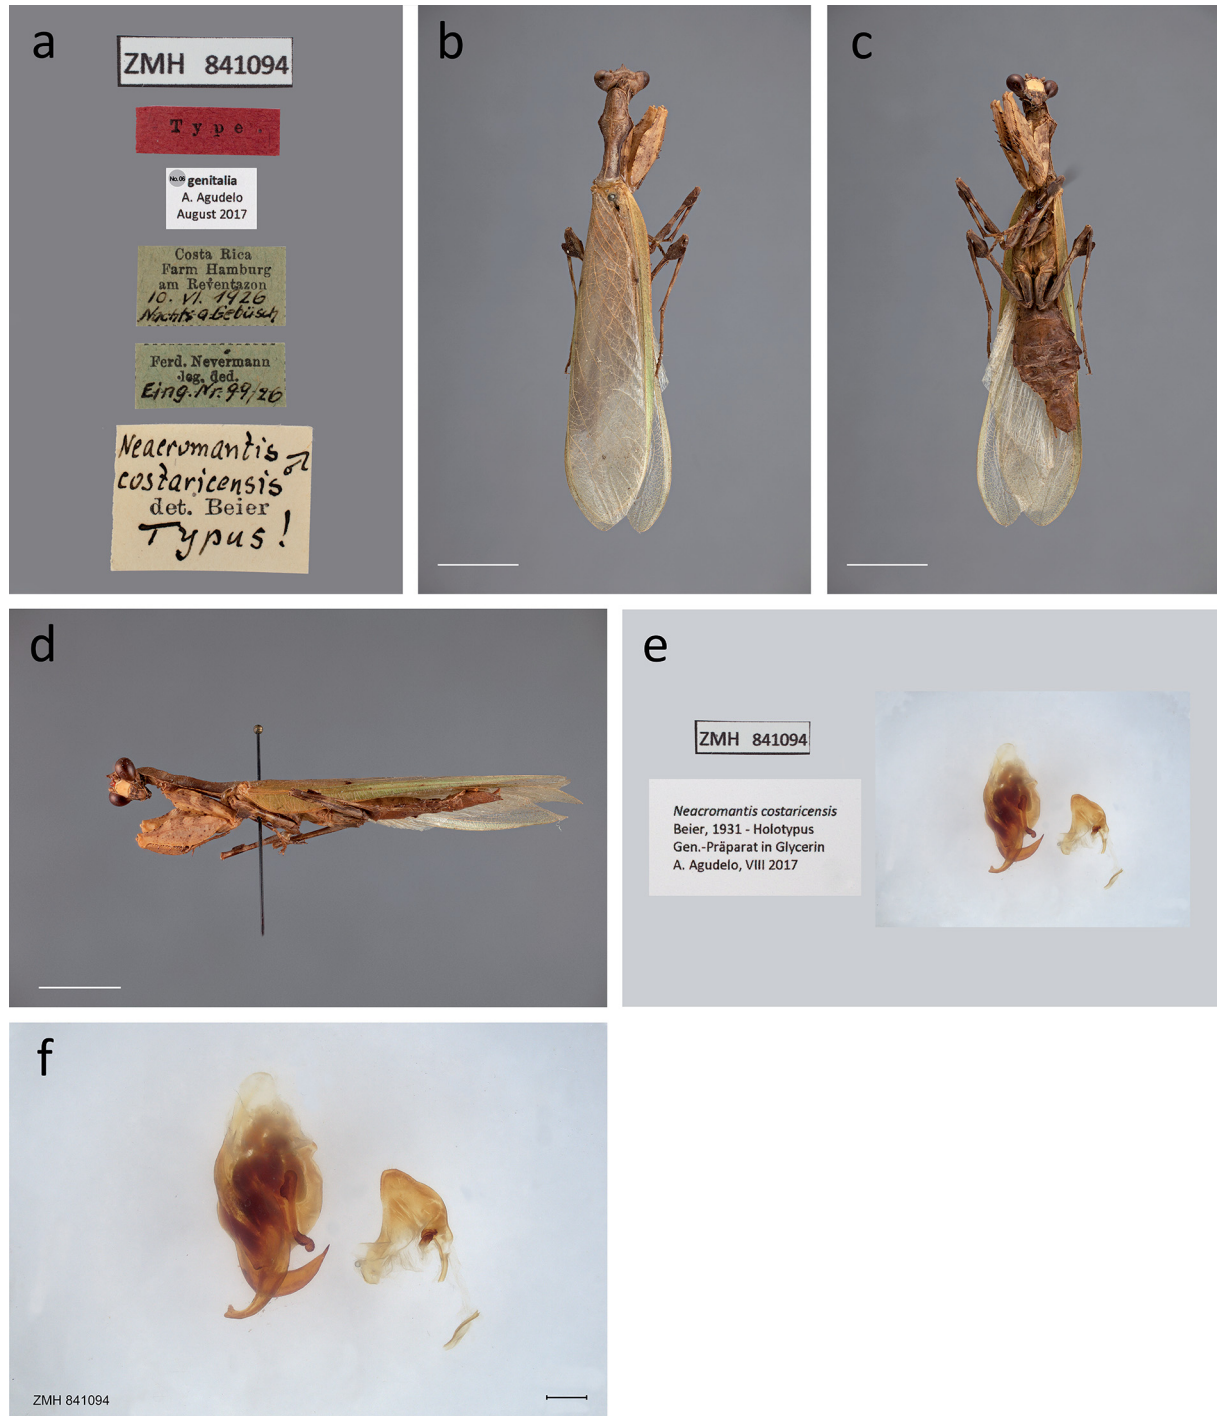 a
ZMH 841094
Type
No.06 genitalia
A. Agudelo
August 2017
Costa Rica
Farm Hamburg
am Reventazon
10. VI. 1926
Nachts a. Gebüsch
Ferd. Nevermann
leg. ded.
Eing. Nr. 99/26
Neacromantis ♂
costaricensis
det. Beier
Typus!
b
c
d
e
ZMH 841094
Neacromantis costaricensis
Beier, 1931 - Holotypus
Gen.-Präparat in Glycerin
A. Agudelo, VIII 2017
f
ZMH 841094